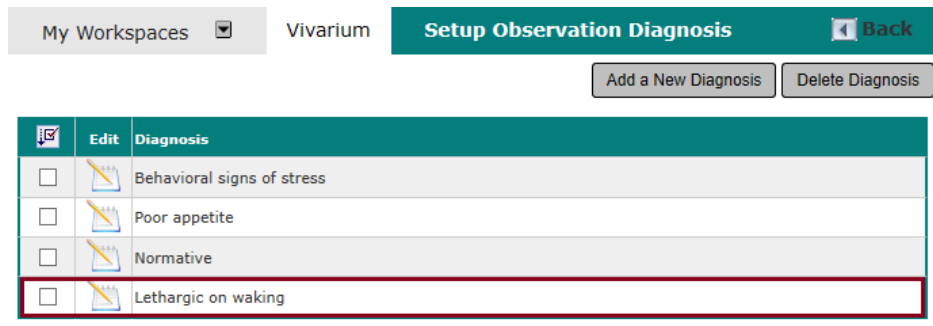 My Workspaces Vivarium Setup Observation Diagnosis Back
Add a New Diagnosis Delete Diagnosis
Edit Diagnosis
Behavioral signs of stress
Poor appetite
Normative
Lethargic on waking